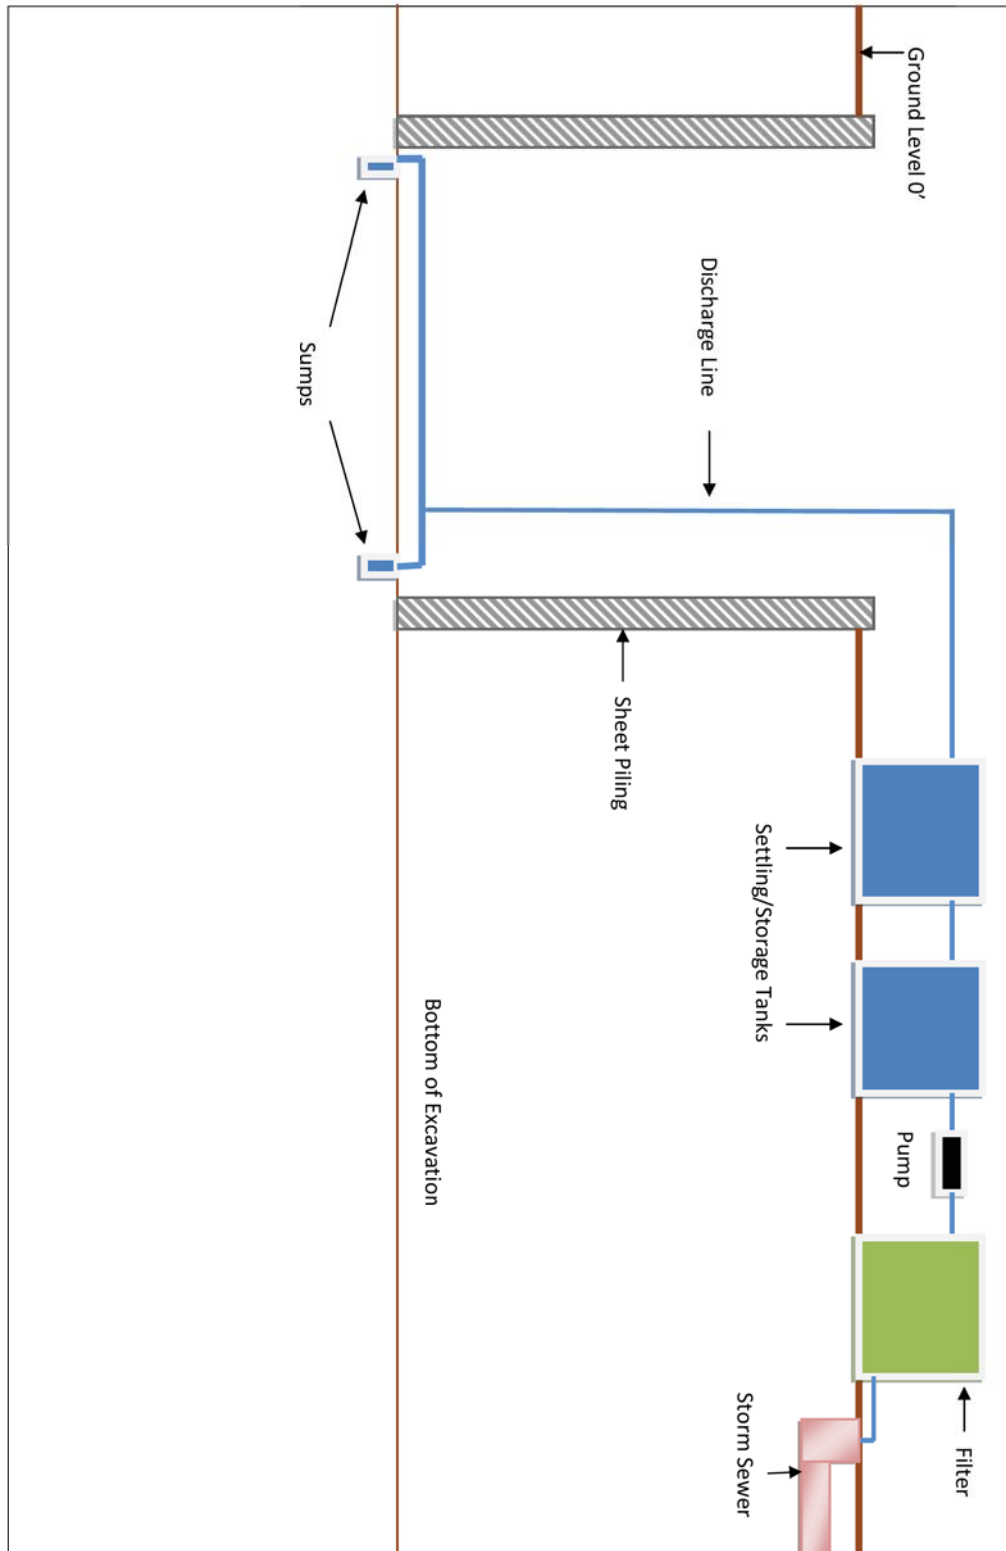 Ground Level 0’
Discharge Line
Sumps
Sheet Piling
Settling/Storage Tanks
Bottom of Excavation
Pump
Filter
Storm Sewer